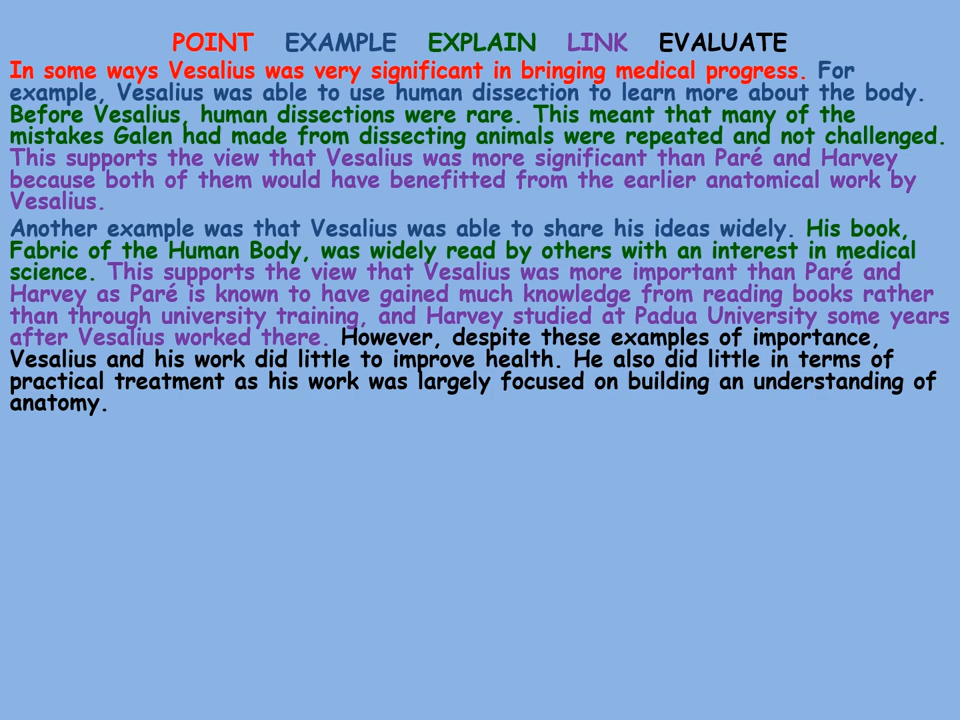 POINT EXAMPLE EXPLAIN LINK EVALUATE
In some ways Vesalius was very significant in bringing medical progress. For
example, Vesalius was able to use human dissection to learn more about the body.
Before Vesalius, human dissections were rare. This meant that many of the
mistakes Galen had made from dissecting animals were repeated and not challenged.
This supports the view that Vesalius was more significant than Paré and Harvey
because both of them would have benefitted from the earlier anatomical work by
Vesalius.
Another example was that Vesalius was able to share his ideas widely. His book,
Fabric of the Human Body, was widely read by others with an interest in medical
science. This supports the view that Vesalius was more important than Paré and
Harvey as Paré is known to have gained much knowledge from reading books rather
than through university training, and Harvey studied at Padua University some years
after Vesalius worked there. However, despite these examples of importance,
Vesalius and his work did little to improve health. He also did little in terms of
practical treatment as his work was largely focused on building an understanding of
anatomy.